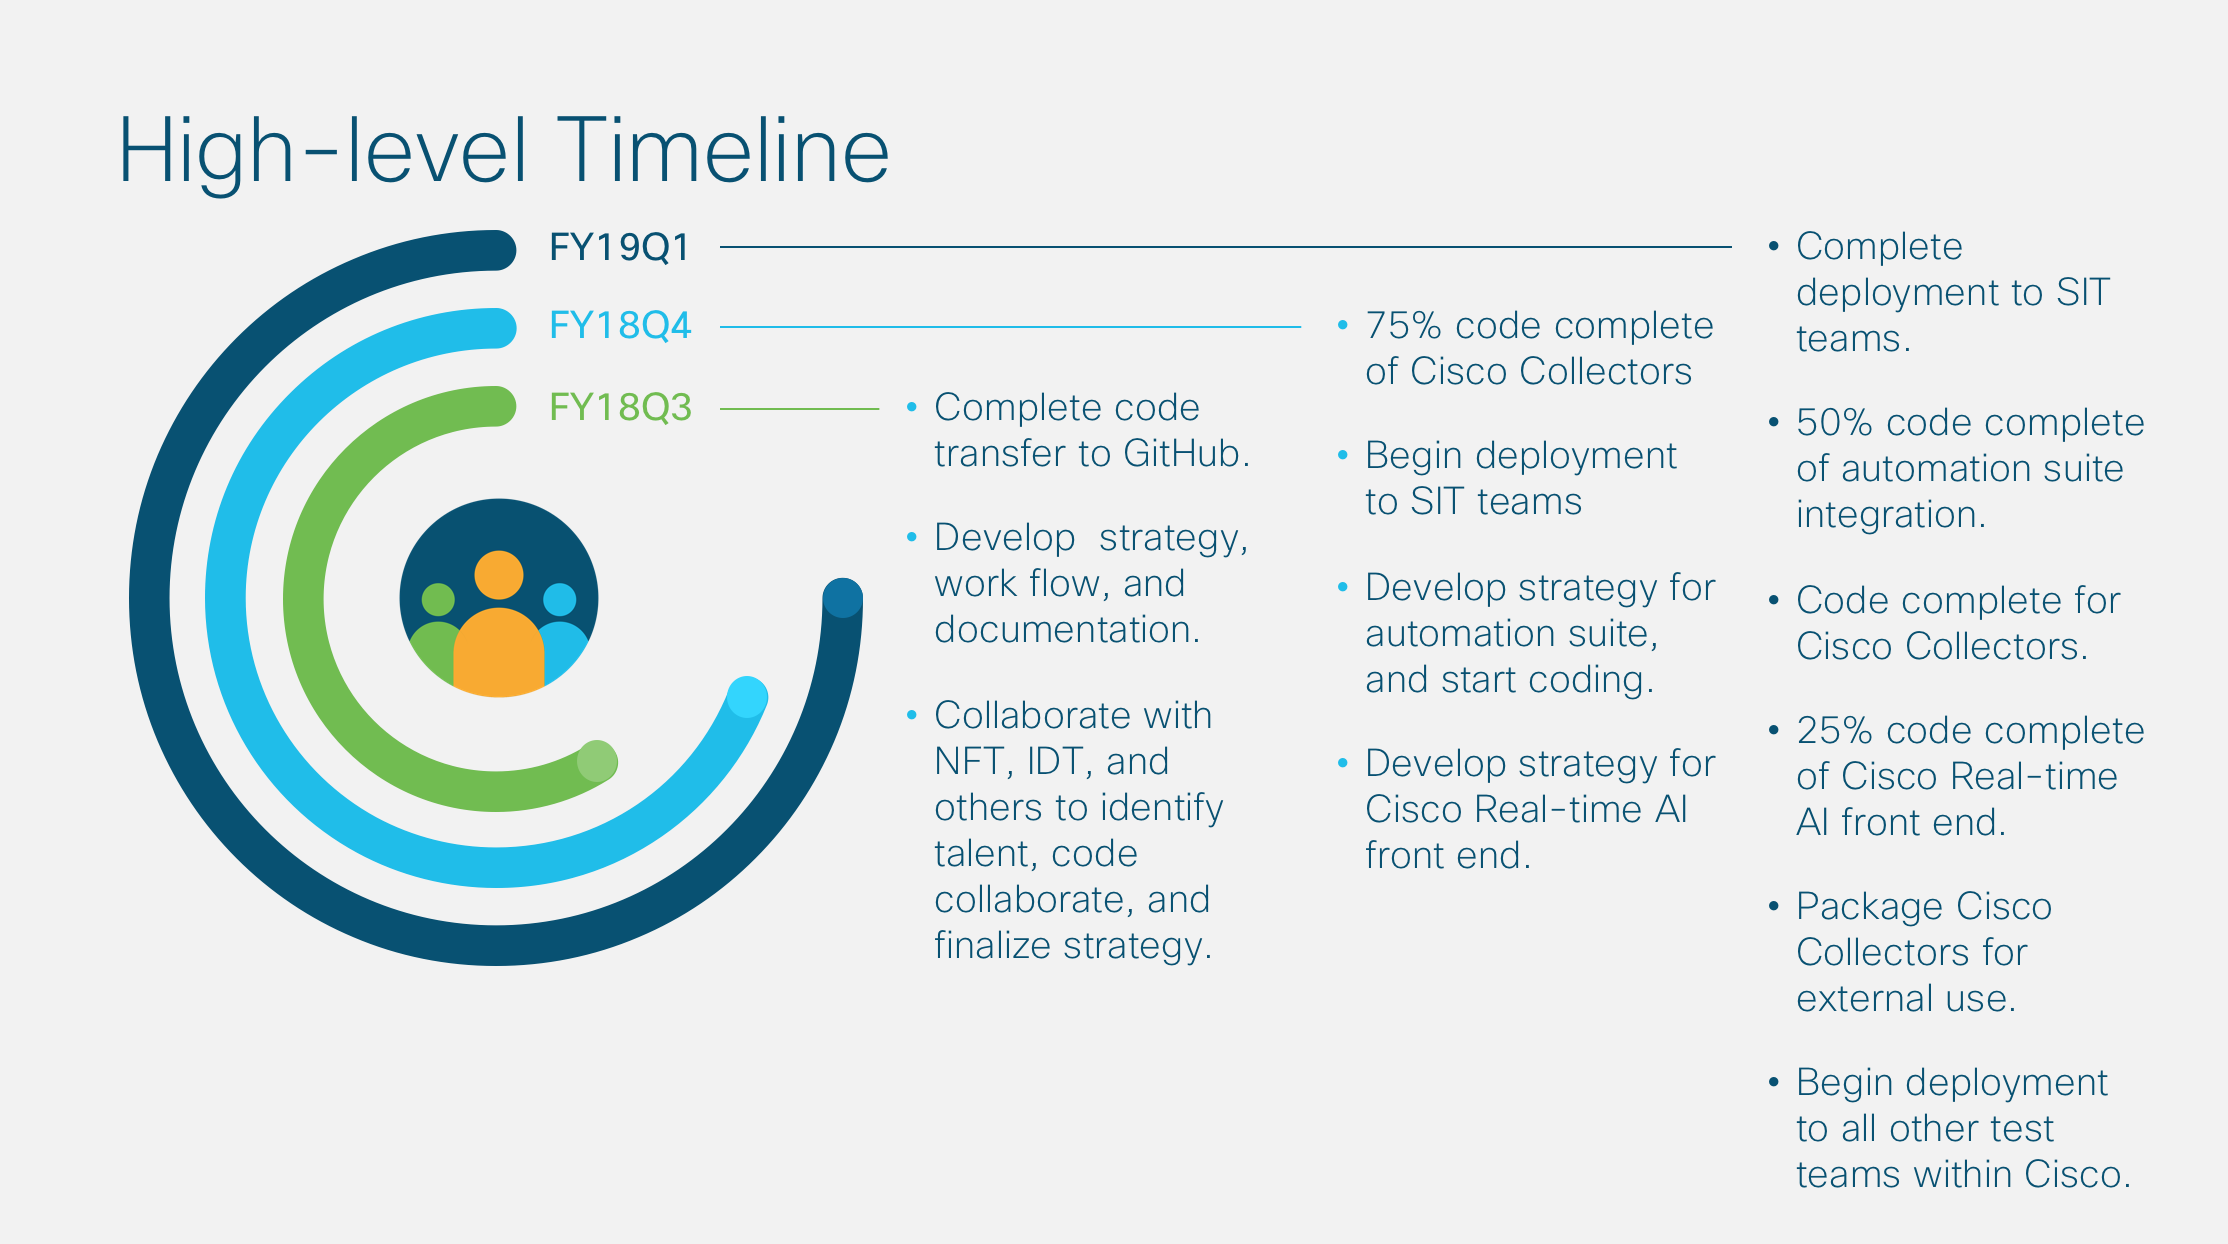 High-level Timeline
FY19Q1
FY18Q4
FY18Q3
• Complete code
transfer to GitHub.
• Develop  strategy,
work flow, and
documentation.
• Collaborate with
NFT, IDT, and
others to identify
talent, code
collaborate, and
finalize strategy.
• 75% code complete
of Cisco Collectors
• Begin deployment
to SIT teams
• Develop strategy for
automation suite,
and start coding.
• Develop strategy for
Cisco Real-time AI
front end.
• Complete
deployment to SIT
teams.
• 50% code complete
of automation suite
integration.
• Code complete for
Cisco Collectors.
• 25% code complete
of Cisco Real-time
AI front end.
• Package Cisco
Collectors for
external use.
• Begin deployment
to all other test
teams within Cisco.